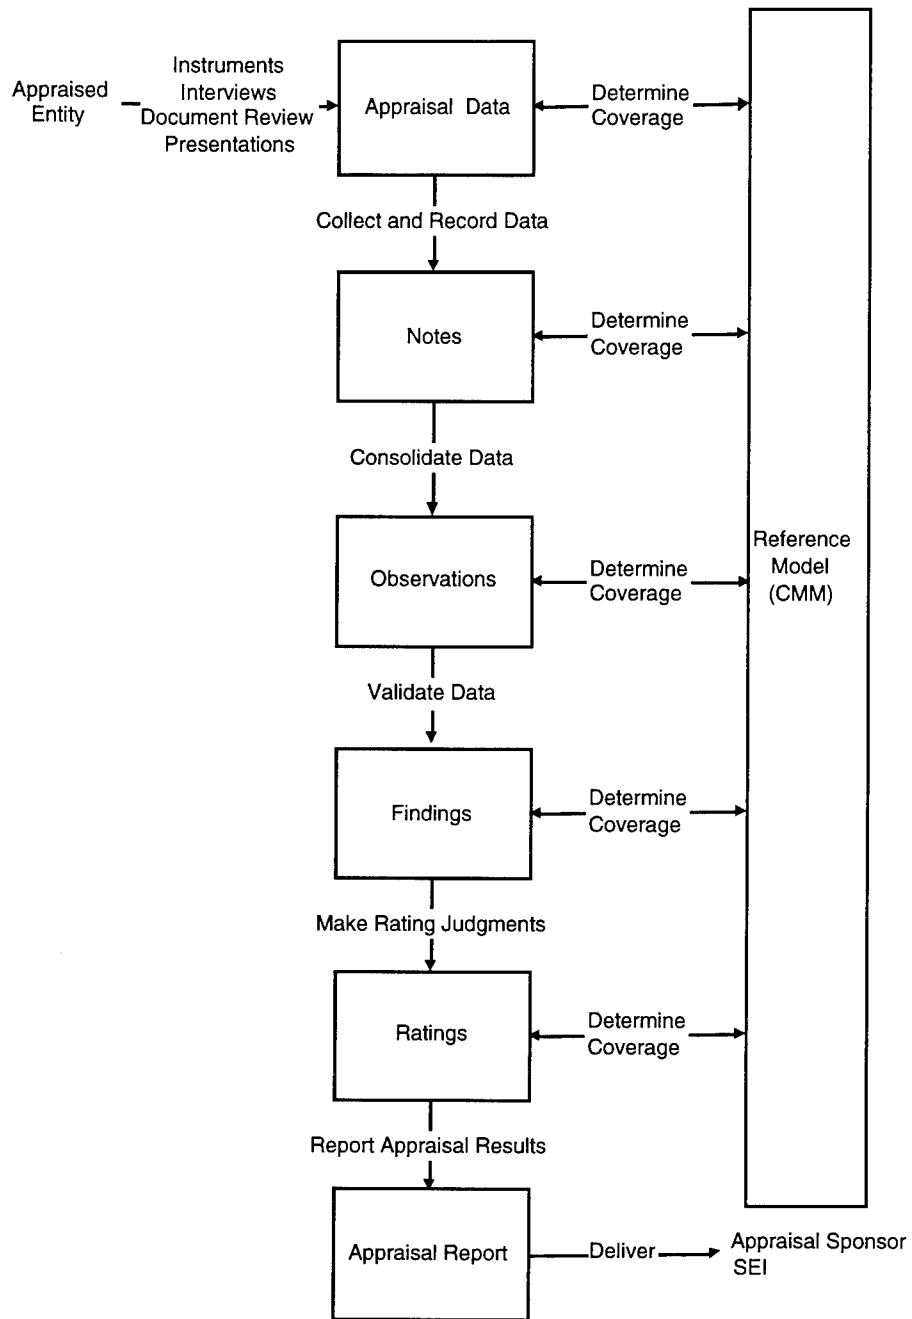 Instruments
Interviews
Document Review
Presentations
Appraised
Entity
Appraisal Data
Determine
Coverage
Collect and Record Data
Notes
Determine
Coverage
Consolidate Data
Observations
Determine
Coverage
Reference
Model
(CMM)
Validate Data
Findings
Determine
Coverage
Make Rating Judgments
Ratings
Determine
Coverage
Report Appraisal Results
Appraisal Report
Deliver
Appraisal Sponsor
SEI